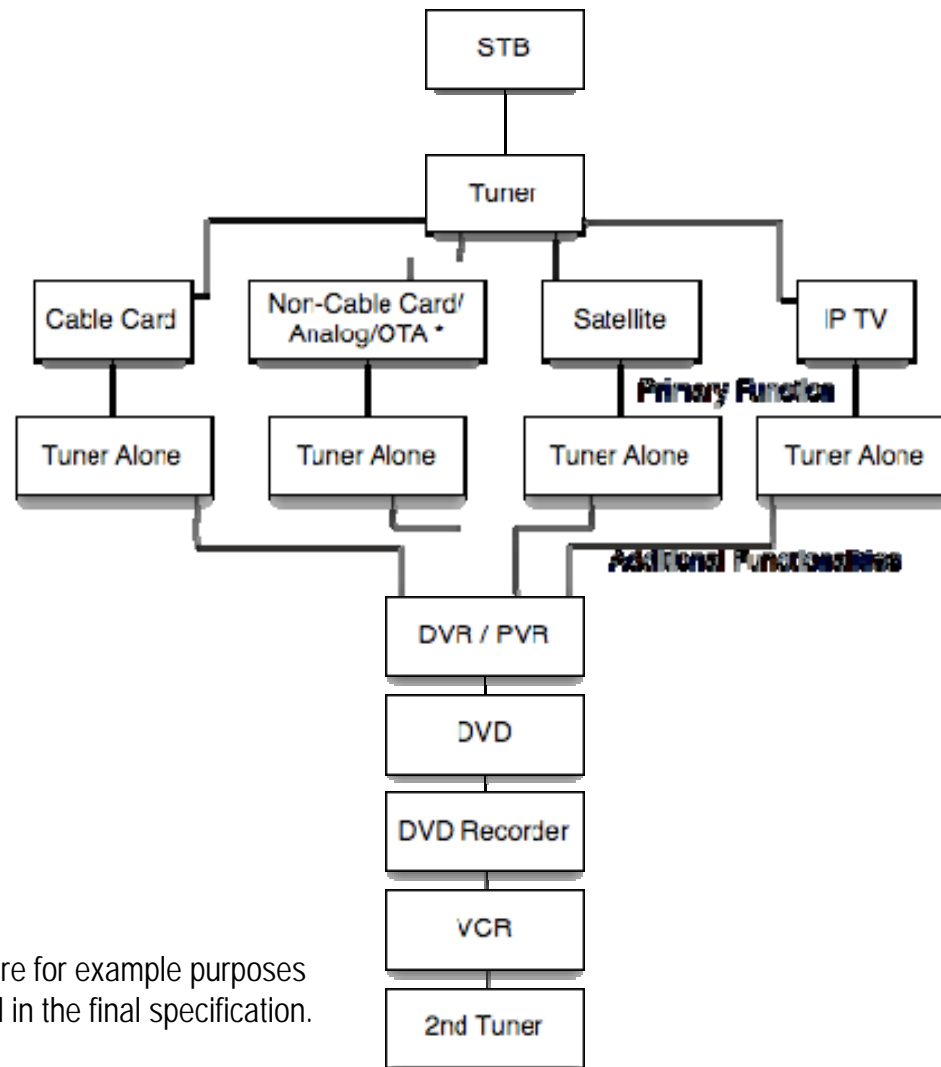 STB
Tuner
Cable Card
Non-Cable Card/
Analog/OTA *
Satellite
IP TV
Primary Function
Tuner Alone
Tuner Alone
Tuner Alone
Tuner Alone
Additional Functionalities
DVR / PVR
DVD
DVD Recorder
VCR
re for example purposes
in the final specification.
2nd Tuner